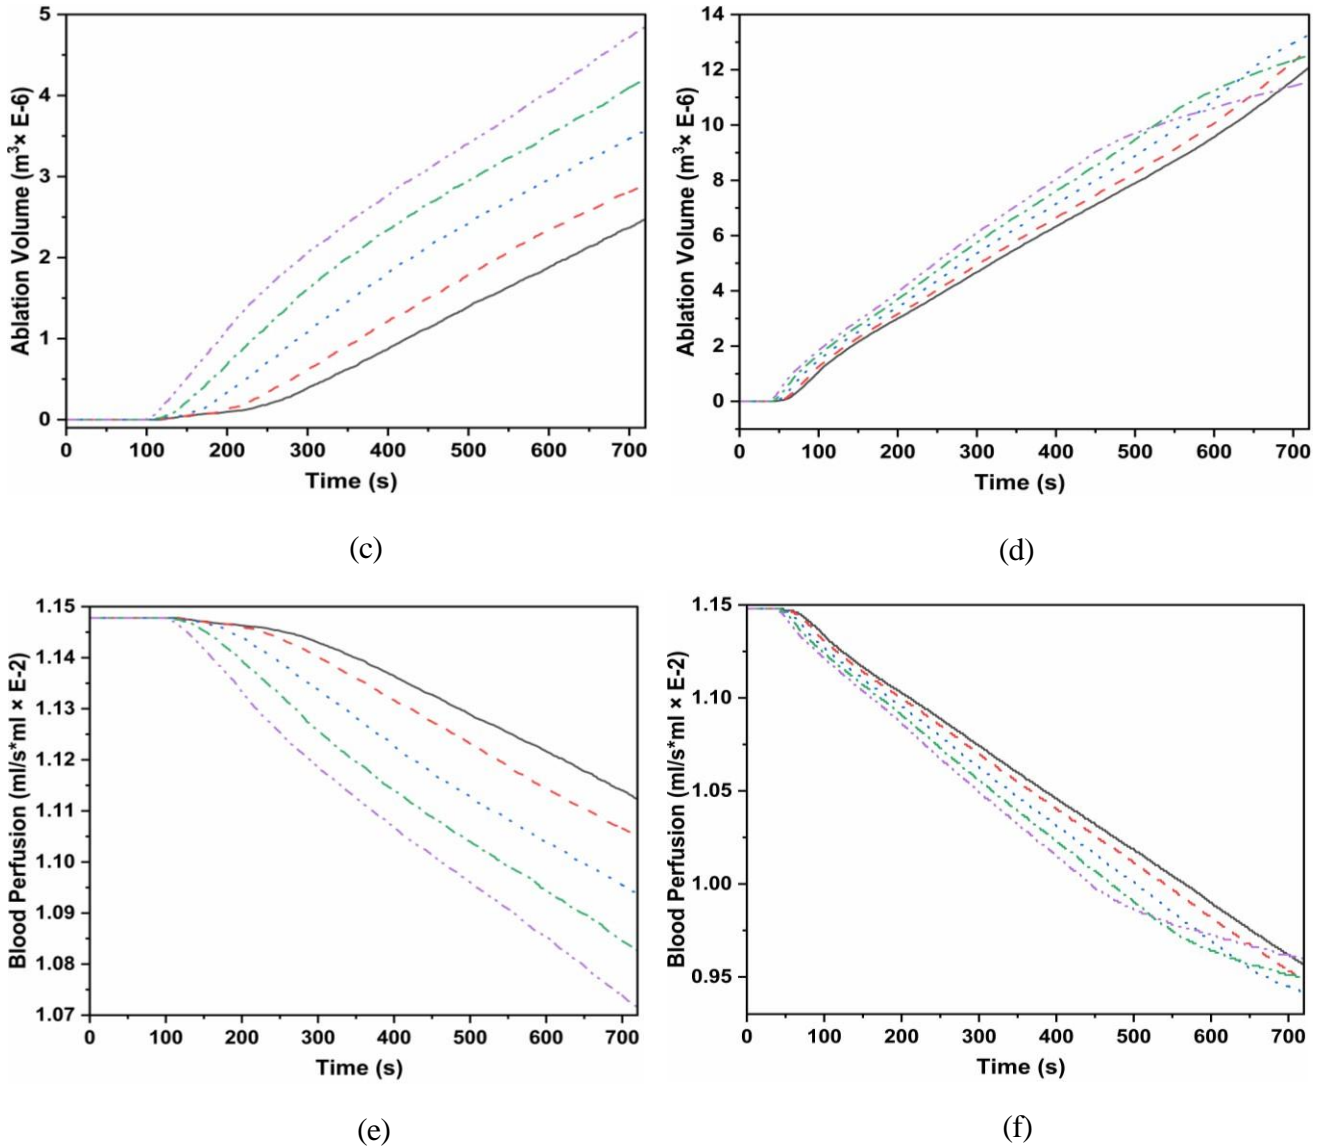 5
4
3
2
1
0
Ablation Volume (m³× E-6)
0 100 200 300 400 500 600 700
Time (s)
(c)
14
12
10
8
6
4
2
0
Ablation Volume (m³× E-6)
0 100 200 300 400 500 600 700
Time (s)
(d)
1.15
1.14
1.13
1.12
1.11
1.10
1.09
1.08
1.07
Blood Perfusion (ml/s*ml × E-2)
0 100 200 300 400 500 600 700
Time (s)
(e)
1.15
1.10
1.05
1.00
0.95
Blood Perfusion (ml/s*ml × E-2)
0 100 200 300 400 500 600 700
Time (s)
(f)